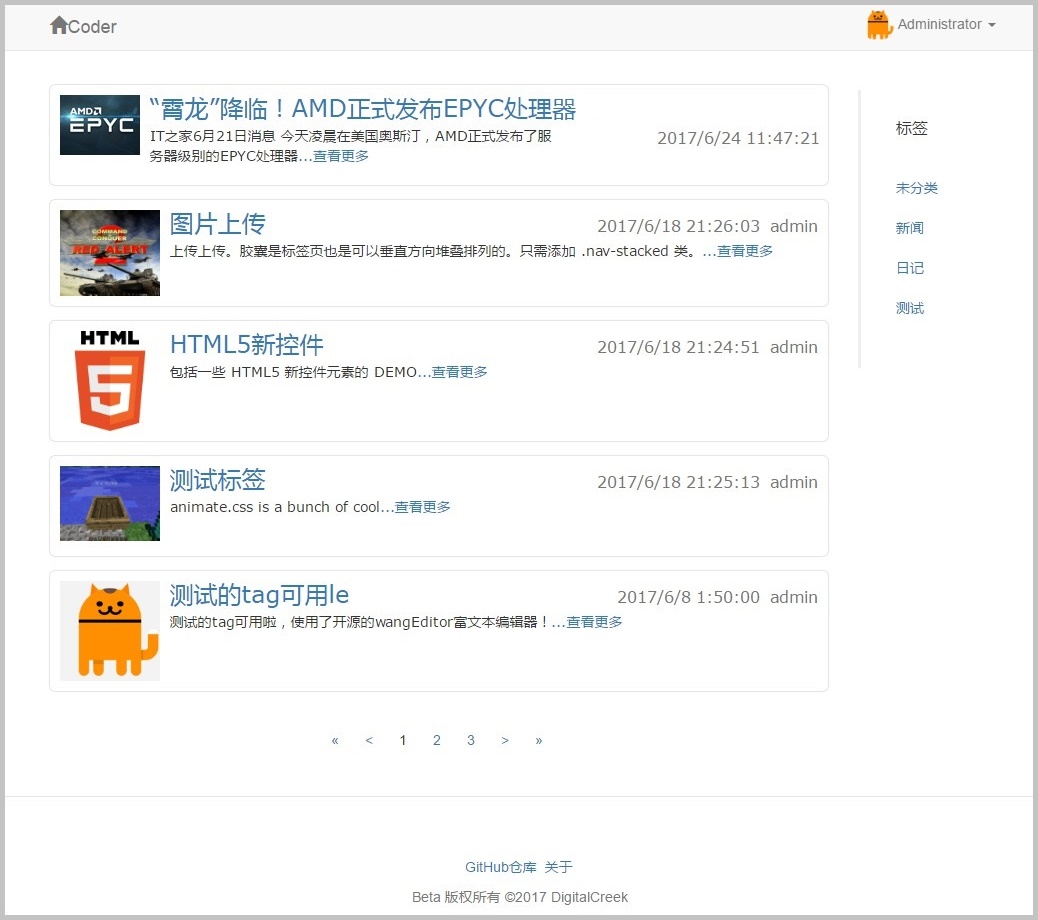 Coder
Administrator
AMD
EPYC
“霄龙”降临！AMD正式发布EPYC处理器
IT之家6月21日消息 今天凌晨在美国奥斯汀，AMD正式发布了服
务器级别的EPYC处理器...查看更多
2017/6/24 11:47:21
标签
未分类
新闻
日记
测试
COMMAND
CONQUER
RED ALERT
图片上传
2017/6/18 21:26:03 admin
上传上传。胶囊是标签页也是可以垂直方向堆叠排列的。只需添加 .nav-stacked 类。...查看更多
HTML
5
HTML5新控件
2017/6/18 21:24:51 admin
包括一些 HTML5 新控件元素的 DEMO...查看更多
测试标签
2017/6/18 21:25:13 admin
animate.css is a bunch of cool...查看更多
测试的tag可用le
2017/6/8 1:50:00 admin
测试的tag可用啦，使用了开源的wangEditor富文本编辑器！...查看更多
« < 1 2 3 > »
GitHub仓库 关于
Beta 版权所有 ©2017 DigitalCreek